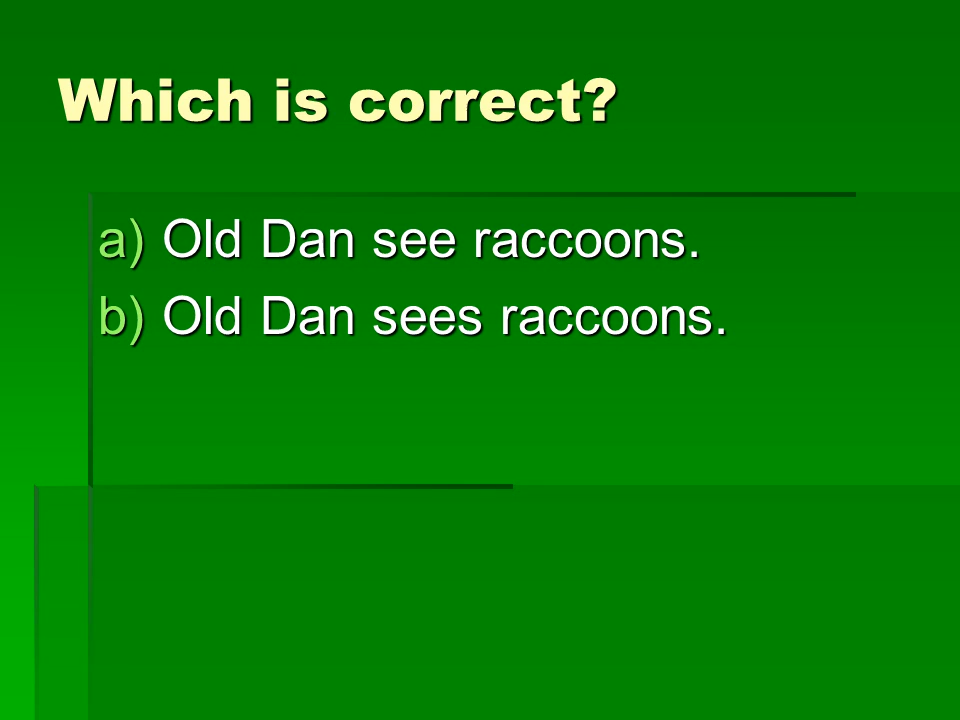 Which is correct?
a) Old Dan see raccoons.
b) Old Dan sees raccoons.